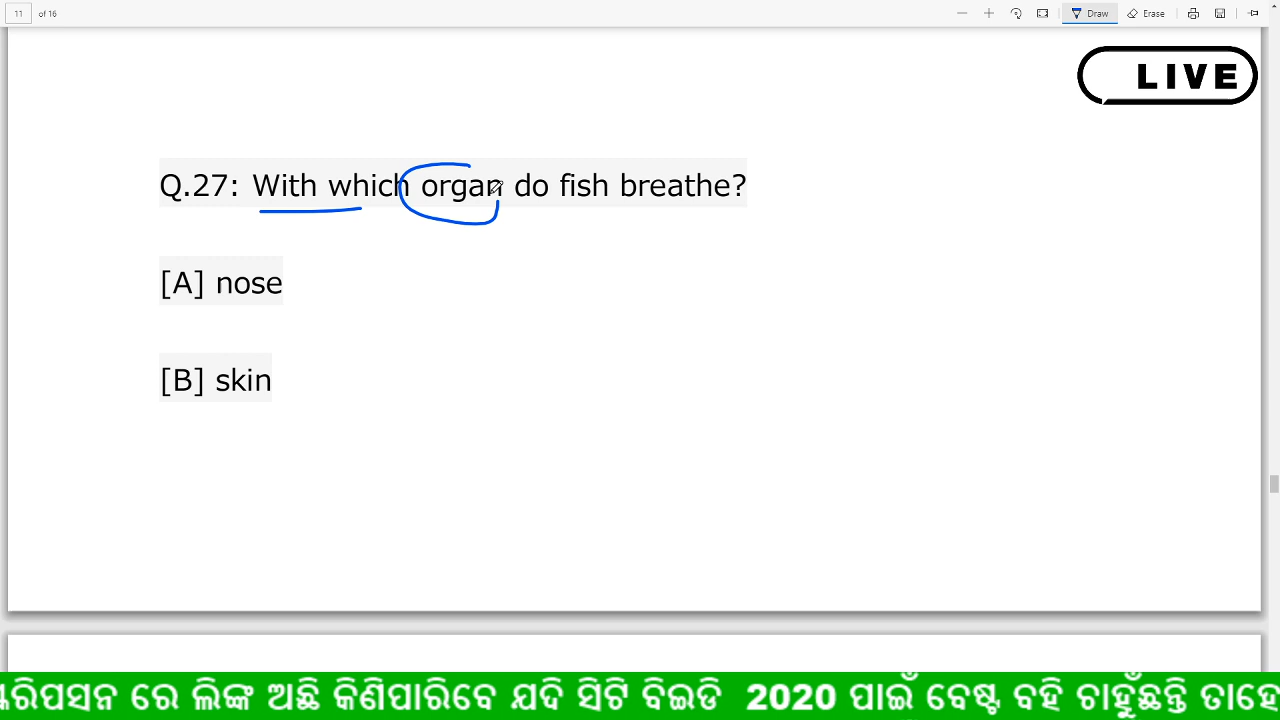 11 of 16
Draw
Erase
LIVE
Q.27: With which organ do fish breathe?
[A] nose
[B] skin
ରେ ଲିଙ୍କ ଅଛି କିଣିପାରିବେ ଯଦି ସିଟି ବିଇଡି 2020 ପାଇଁ ବେଷ୍ଟ ବହି ଚାହୁଁଛନ୍ତି